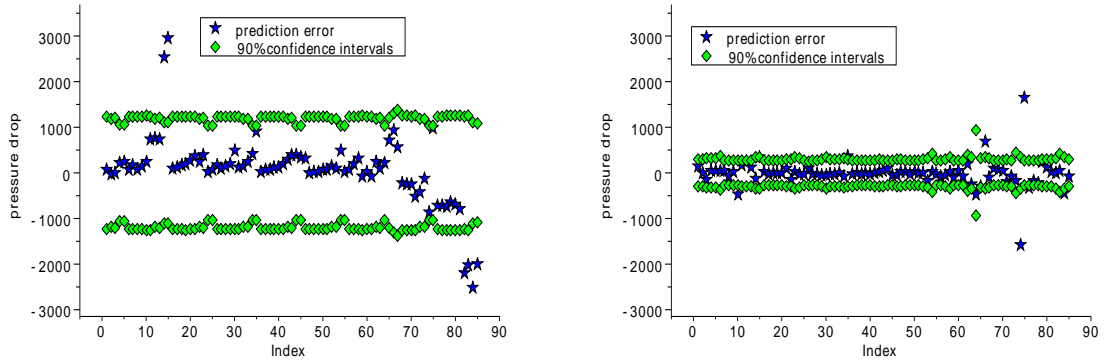 3000
2000
1000
0
-1000
-2000
-3000
pressure drop
prediction error
90%confidence intervals
0 10 20 30 40 50 60 70 80 90
Index
3000
2000
1000
0
-1000
-2000
-3000
pressure drop
prediction error
90%confidence intervals
0 10 20 30 40 50 60 70 80 90
Index